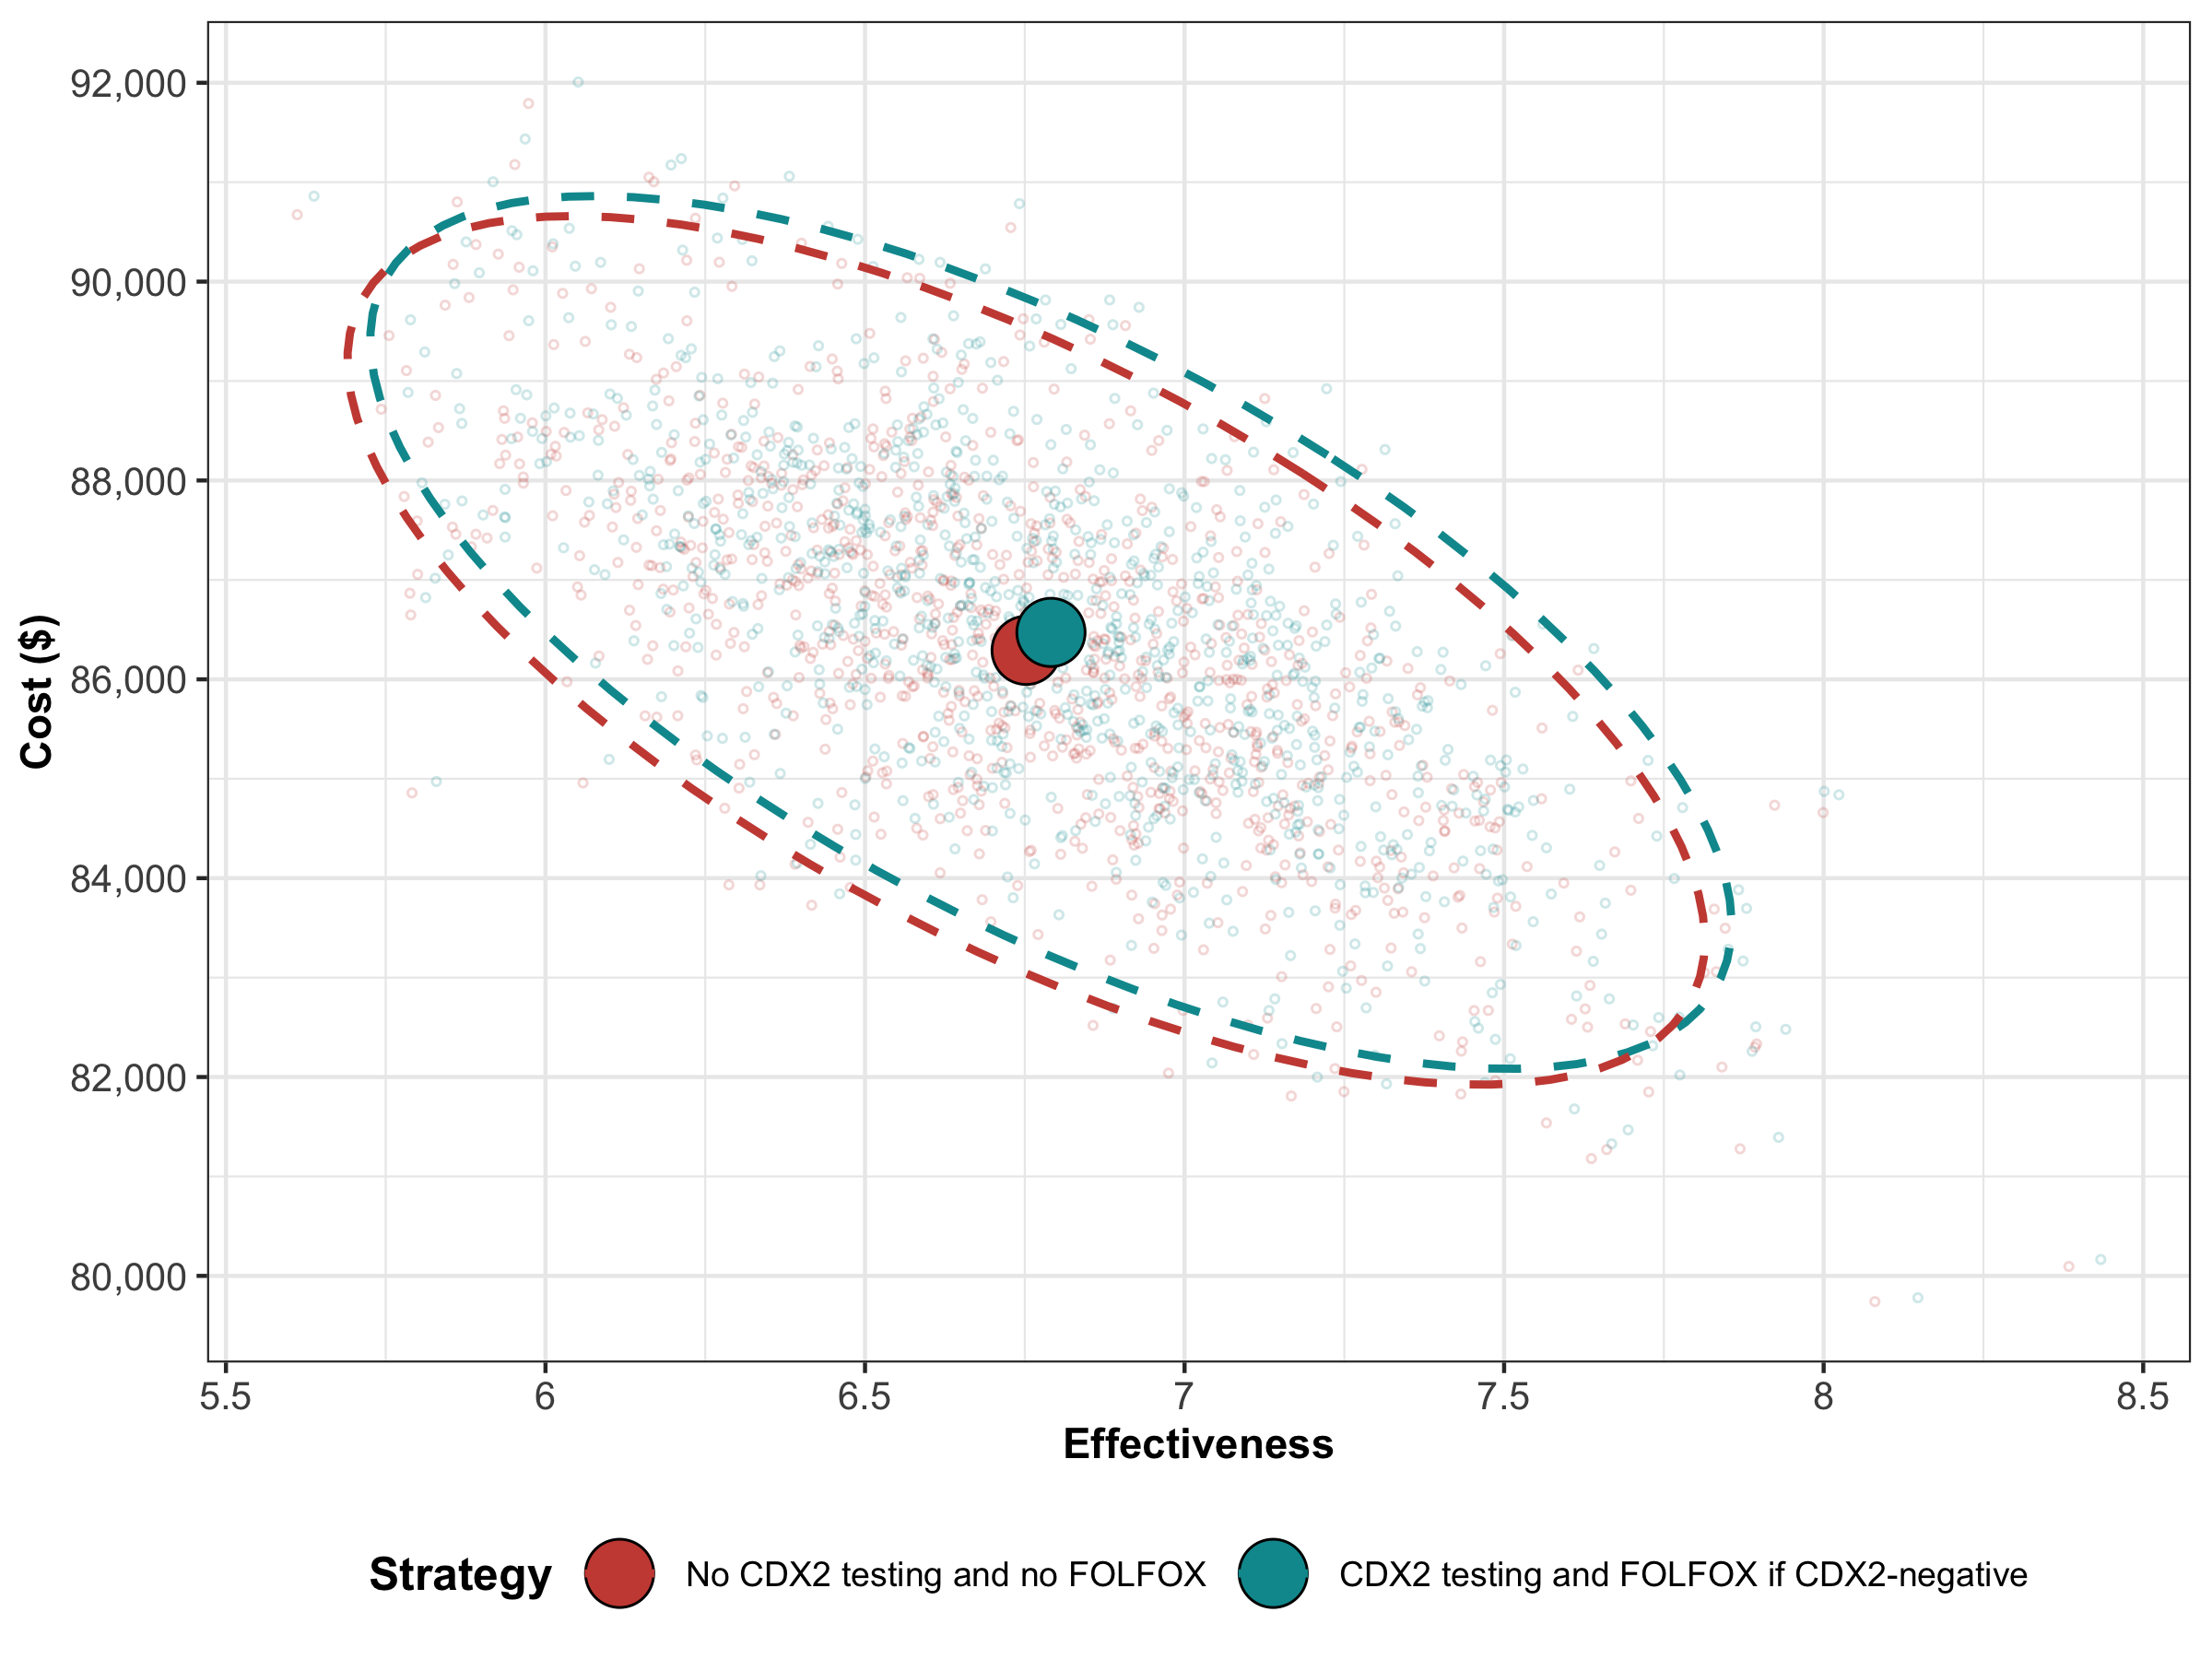 92,000
90,000
88,000
86,000
84,000
82,000
80,000
Cost ($)
5.5 6 6.5 7 7.5 8 8.5
Effectiveness
Strategy No CDX2 testing and no FOLFOX CDX2 testing and FOLFOX if CDX2-negative